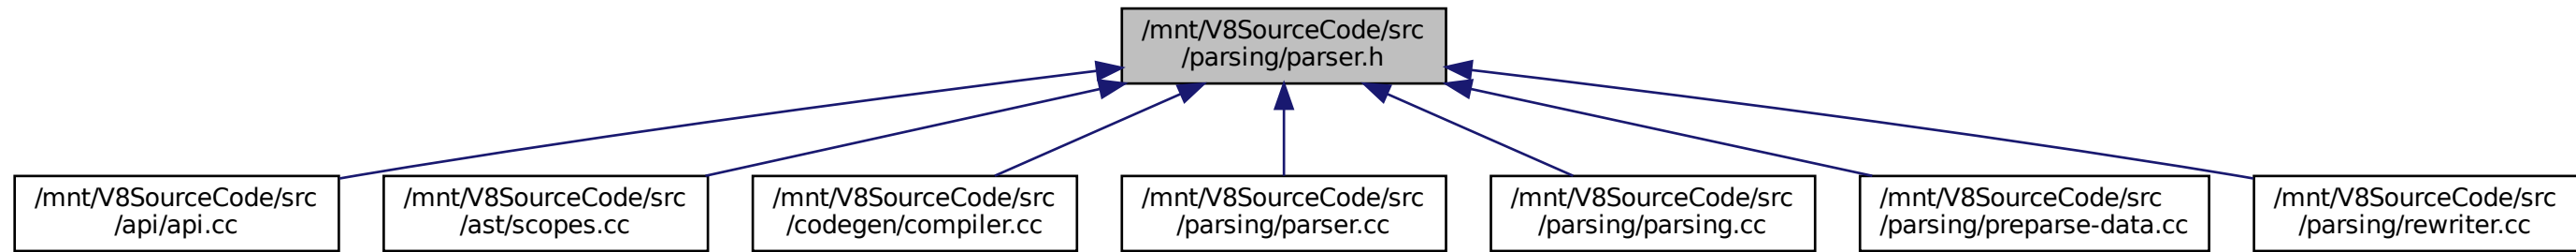 /mnt/V8SourceCode/src
/parsing/parser.h
/mnt/V8SourceCode/src
/api/api.cc
/mnt/V8SourceCode/src
/ast/scopes.cc
/mnt/V8SourceCode/src
/codegen/compiler.cc
/mnt/V8SourceCode/src
/parsing/parser.cc
/mnt/V8SourceCode/src
/parsing/parsing.cc
/mnt/V8SourceCode/src
/parsing/preparse-data.cc
/mnt/V8SourceCode/src
/parsing/rewriter.cc